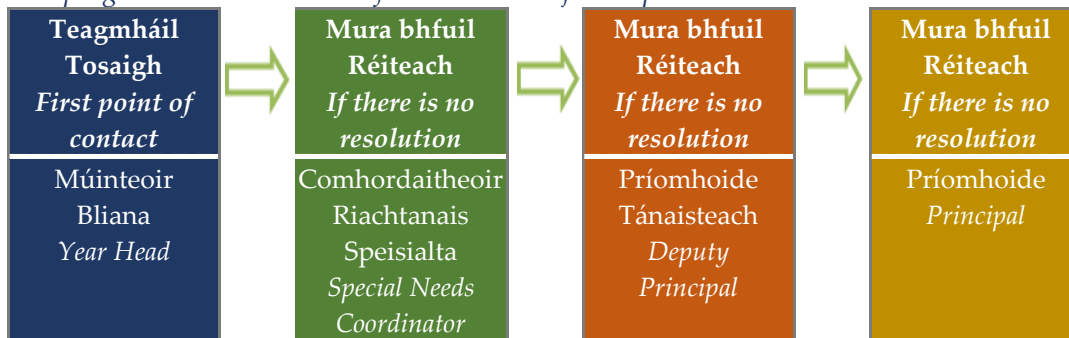 Teagmháil
Tosaigh
First point of
contact
Múinteoir
Bliana
Year Head
Mura bhfuil
Réiteach
If there is no
resolution
Comhordaitheoir
Riachtanais
Speisialta
Special Needs
Coordinator
Mura bhfuil
Réiteach
If there is no
resolution
Príomhoide
Tánaisteach
Deputy
Principal
Mura bhfuil
Réiteach
If there is no
resolution
Príomhoide
Principal